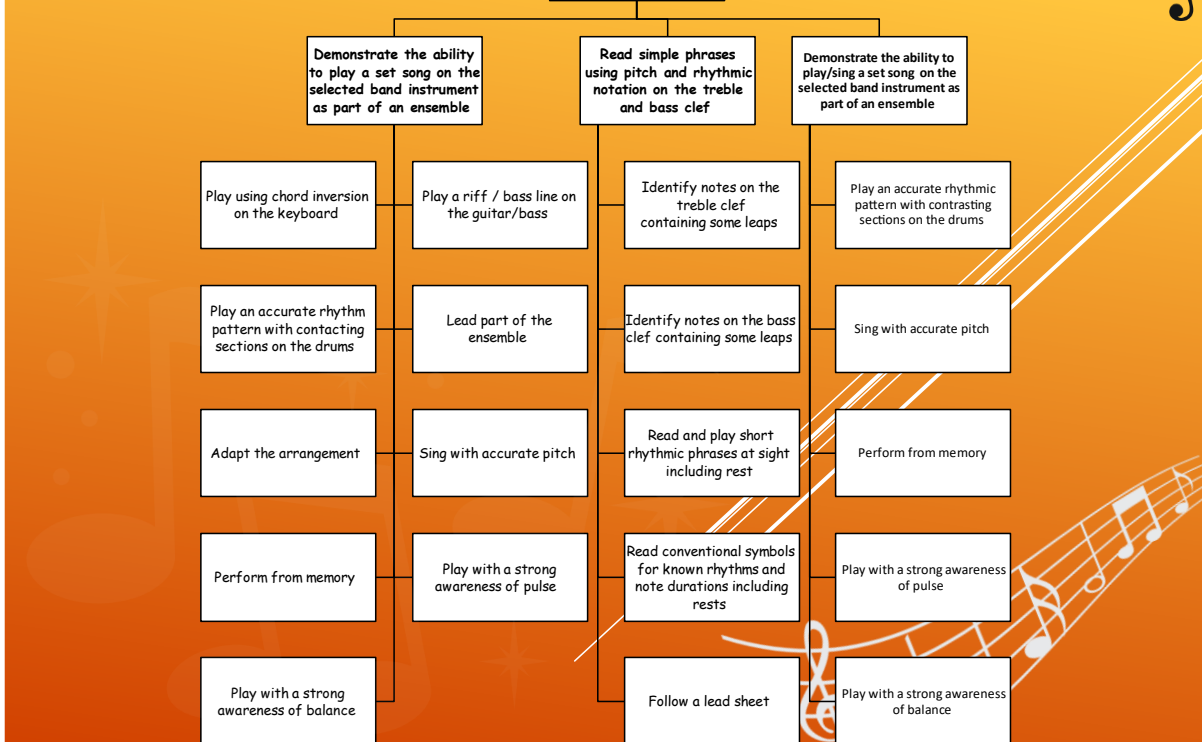 Demonstrate the ability
to play a set song on the
selected band instrument
as part of an ensemble
Read simple phrases
using pitch and rhythmic
notation on the treble
and bass clef
Demonstrate the ability to
play/sing a set song on the
selected band instrument as
part of an ensemble
Play using chord inversion
on the keyboard
Play a riff / bass line on
the guitar/bass
Identify notes on the
treble clef
containing some leaps
Play an accurate rhythmic
pattern with contrasting
sections on the drums
Play an accurate rhythm
pattern with contacting
sections on the drums
Lead part of the
ensemble
Identify notes on the bass
clef containing some leaps
Sing with accurate pitch
Adapt the arrangement
Sing with accurate pitch
Read and play short
rhythmic phrases at sight
including rest
Perform from memory
Perform from memory
Play with a strong
awareness of pulse
Read conventional symbols
for known rhythms and
note durations including
rests
Play with a strong awareness
of pulse
Play with a strong
awareness of balance
Follow a lead sheet
Play with a strong awareness
of balance